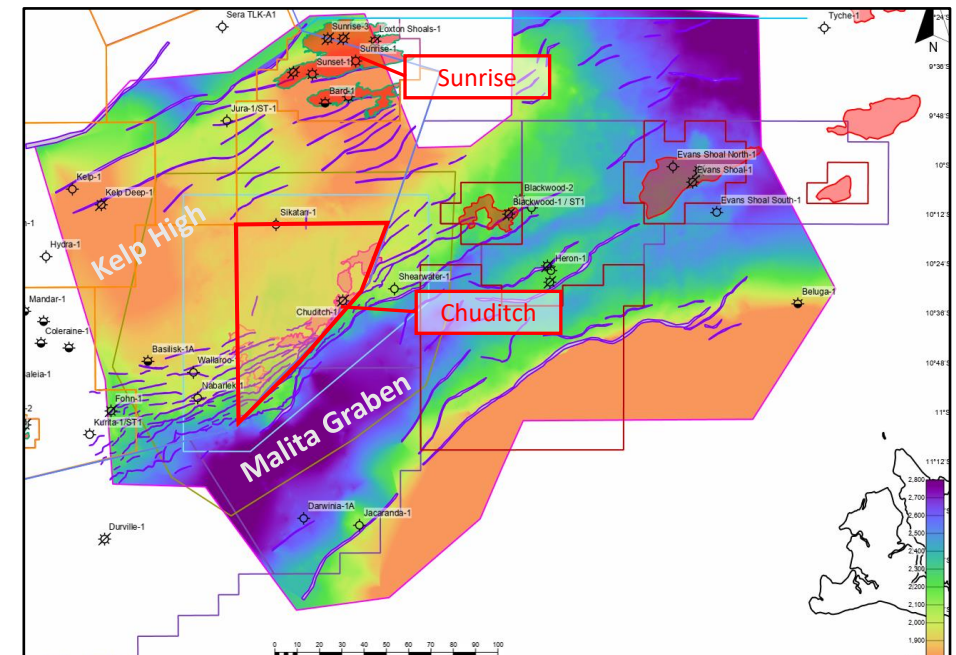 Sera TLK-A1
Tyche-1
Sunrise-3
Loxton Shoals-1
Sunrise-1
N
9°36'S
Sunset-1
Sunrise
Bard-1
9°48'S
Jura-1/ST-1
Evans Shoal North-1
10°S
Kelp-1
Evans Shoal-1
Kelp Deep-1
Blackwood-2
Blackwood-1 / ST1
Evans Shoal South-1
10°12'S
Sikatan-1
Kelp High
Hydra-1
Heron-1
10°24'S
Shearwater-1
Mandar-1
Chuditch-1
Chuditch
Beluga-1
10°36'S
Coleraine-1
Basilisk-1A
Wallaroo-
10°48'S
Nabarlek-1
Fohn-1
11°S
Kurita-1/ST1
Malita Graben
11°12'S
2,800
2,700
2,600
2,500
2,400
2,300
2,200
2,100
2,000
1,900
Darwinia-1A
Jacaranda-1
Durville-1
0 10 20 30 40 50 60 70 80 90 100